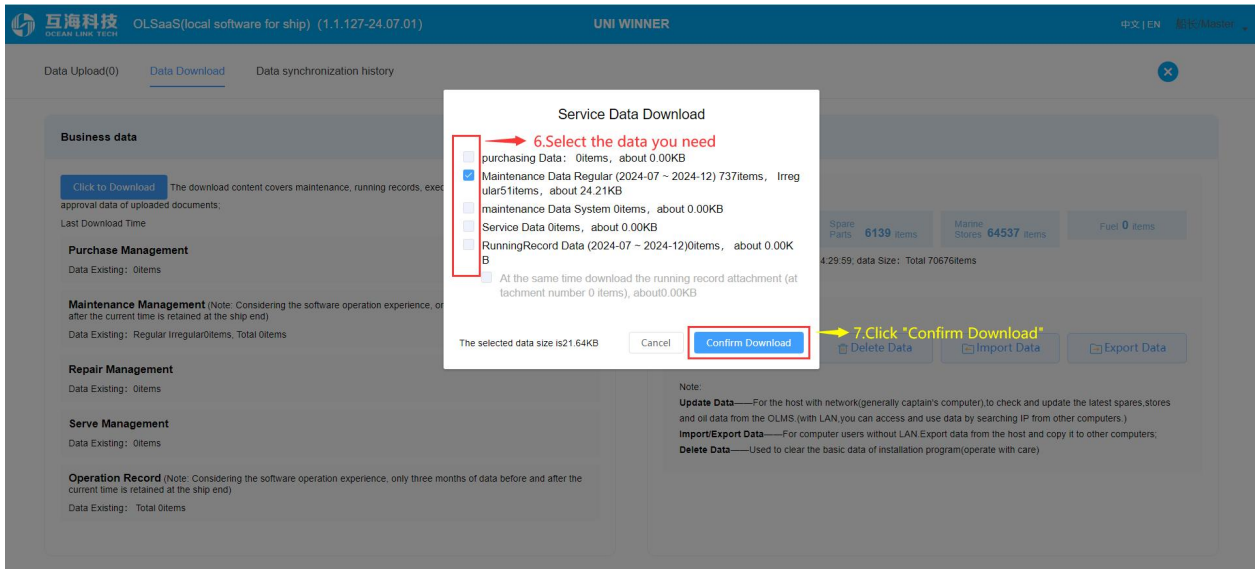 互海科技
OCEAN LINK TECH
OLSaaS(local software for ship) (1.1.127-24.07.01)
UNI WINNER
中文 | EN
船长/Master
Data Upload(0)
Data Download
Data synchronization history
Service Data Download
6.Select the data you need
purchasing Data： 0items，about 0.00KB
Maintenance Data Regular (2024-07 ~ 2024-12) 737items， Irreg
ular51items，about 24.21KB
maintenance Data System 0items，about 0.00KB
Service Data 0items，about 0.00KB
RunningRecord Data (2024-07 ~ 2024-12)0items， about 0.00K
B
At the same time download the running record attachment (at
tachment number 0 items)，about0.00KB
The selected data size is21.64KB
Cancel
Confirm Download
7.Click "Confirm Download"
Business data
Click to Download
The download content covers maintenance, running records, exec
approval data of uploaded documents;
Last Download Time
Purchase Management
Data Existing： 0items
Maintenance Management (Note: Considering the software operation experience, or
after the current time is retained at the ship end)
Data Existing：Regular Irregular0items, Total 0items
Repair Management
Data Existing： 0items
Serve Management
Data Existing： 0items
Operation Record (Note: Considering the software operation experience, only three months of data before and after the
current time is retained at the ship end)
Data Existing： Total 0items
Spare
Parts 6139 items
Marine
Stores 64537 items
Fuel 0 items
4:29:59; data Size： Total 70676items
Delete Data
Import Data
Export Data
Note:
Update Data——For the host with network(generally captain's computer),to check and update the latest spares,stores
and oil data from the OLMS.(with LAN,you can access and use data by searching IP from other computers.)
Import/Export Data——For computer users without LAN.Export data from the host and copy it to other computers;
Delete Data——Used to clear the basic data of installation program(operate with care)